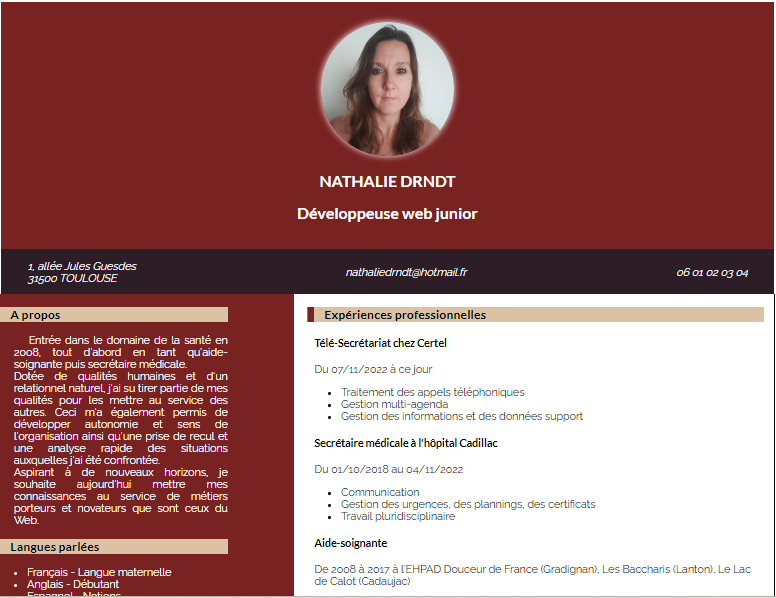 NATHALIE DRNDT
Développeuse web junior
1, allée Jules Guesdes
31500 TOULOUSE
nathaliedrndt@hotmail.fr
06 01 02 03 04
A propos
Entrée dans le domaine de la santé en
2008, tout d'abord en tant qu'aide-
soignante puis secrétaire médicale.
Dotée de qualités humaines et d'un
relationnel naturel, j'ai su tirer partie de mes
qualités pour les mettre au service des
autres. Ceci m'a également permis de
développer autonomie et sens de
l'organisation ainsi qu'une prise de recul et
une analyse rapide des situations
auxquelles j'ai été confrontée.
Aspirant à de nouveaux horizons, je
souhaite aujourd'hui mettre mes
connaissances au service de métiers
porteurs et novateurs que sont ceux du
Web.
Langues parlées
Français - Langue maternelle
Anglais - Débutant
Espagnol - Notions
Expériences professionnelles
Télé-Secrétariat chez Certel
Du 07/11/2022 à ce jour
Traitement des appels téléphoniques
Gestion multi-agenda
Gestion des informations et des données support
Secrétaire médicale à l'hôpital Cadillac
Du 01/10/2018 au 04/11/2022
Communication
Gestion des urgences, des plannings, des certificats
Travail pluridisciplinaire
Aide-soignante
De 2008 à 2017 à l'EHPAD Douceur de France (Gradignan), Les Baccharis (Lanton), Le Lac
de Calot (Cadaujac)